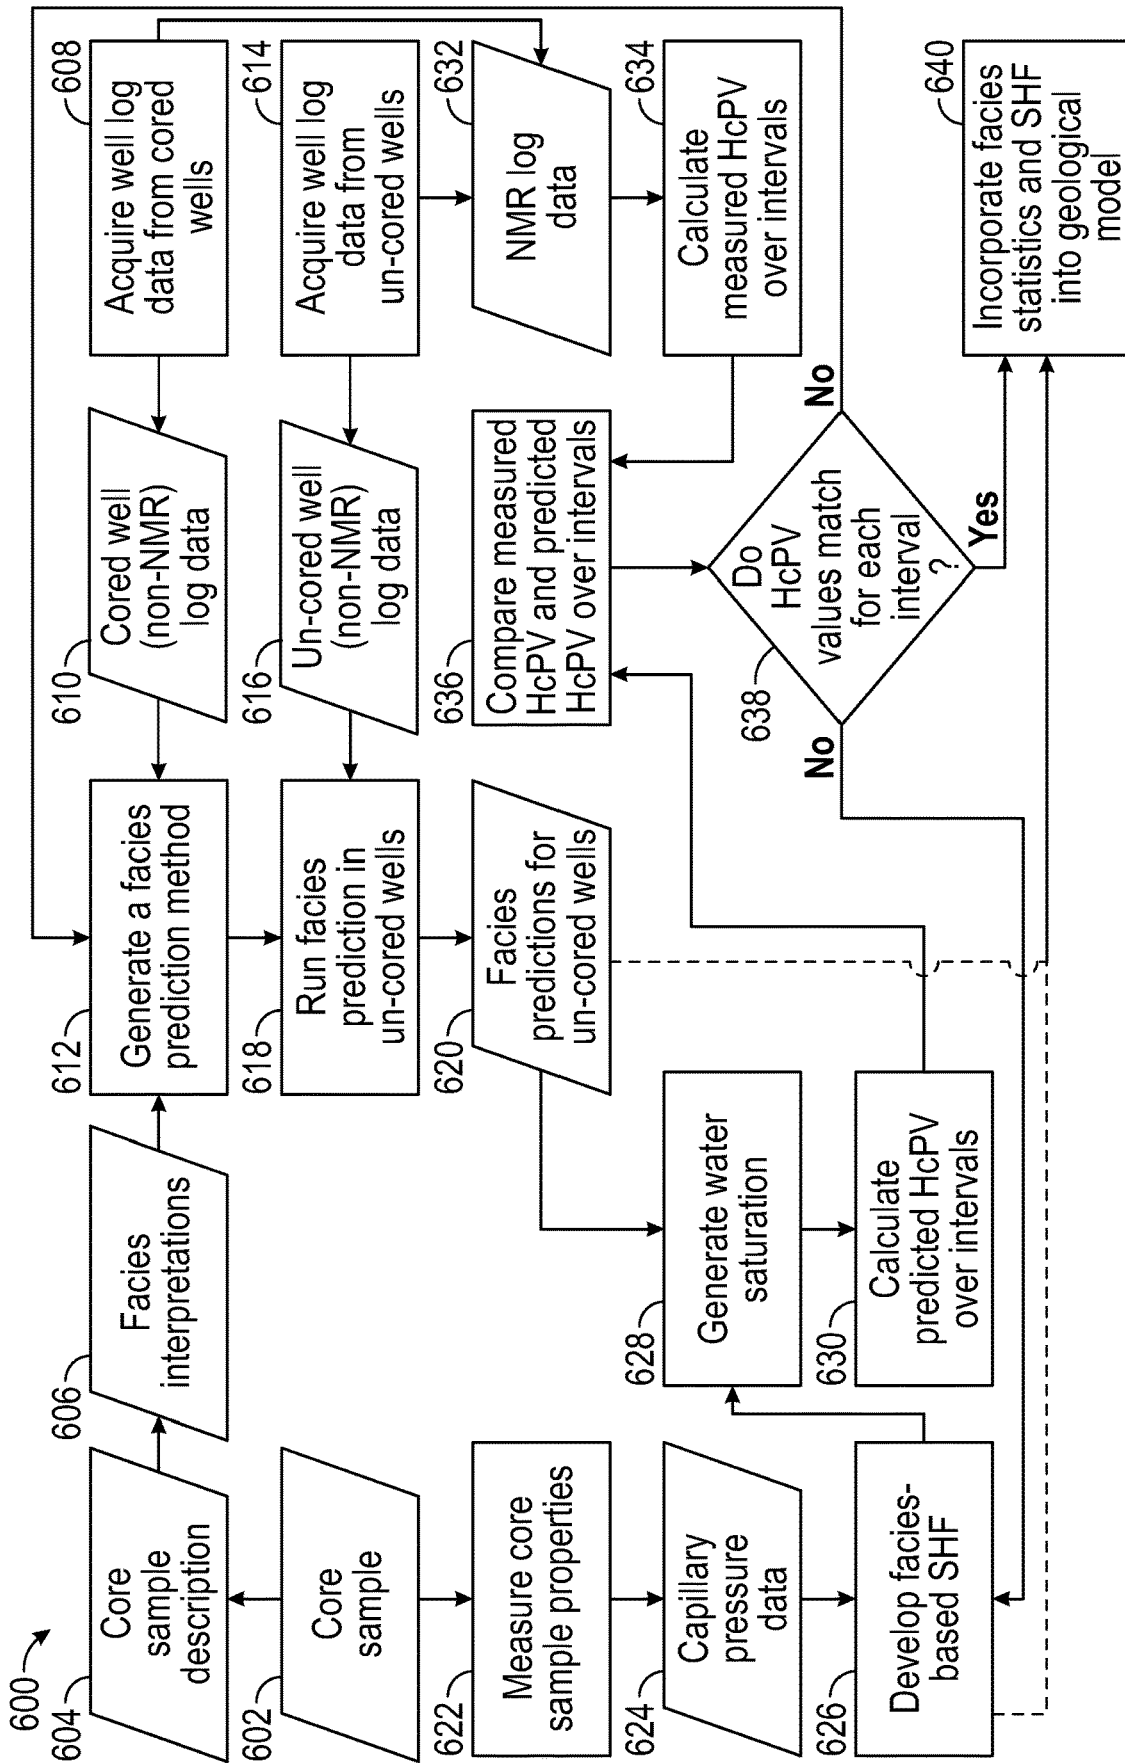 600
604
Core
sample
description
606
Facies
interpretations
612
Generate a facies
prediction method
610
Cored well
(non-NMR)
log data
608
Acquire well log
data from cored
wells
602
Core
sample
618
Run facies
prediction in
un-cored wells
616
Un-cored well
(non-NMR)
log data
614
Acquire well log
data from
un-cored wells
622
Measure core
sample properties
620
Facies
predictions for
un-cored wells
636
Compare measured
HcPV and predicted
HcPV over intervals
632
NMR log
data
624
Capillary
pressure
data
628
Generate water
saturation
634
Calculate
measured HcPV
over intervals
626
Develop facies-
based SHF
630
Calculate
predicted HcPV
over intervals
638
Do
HcPV
values match
for each
interval
?
No
No
Yes
640
Incorporate facies
statistics and SHF
into geological
model